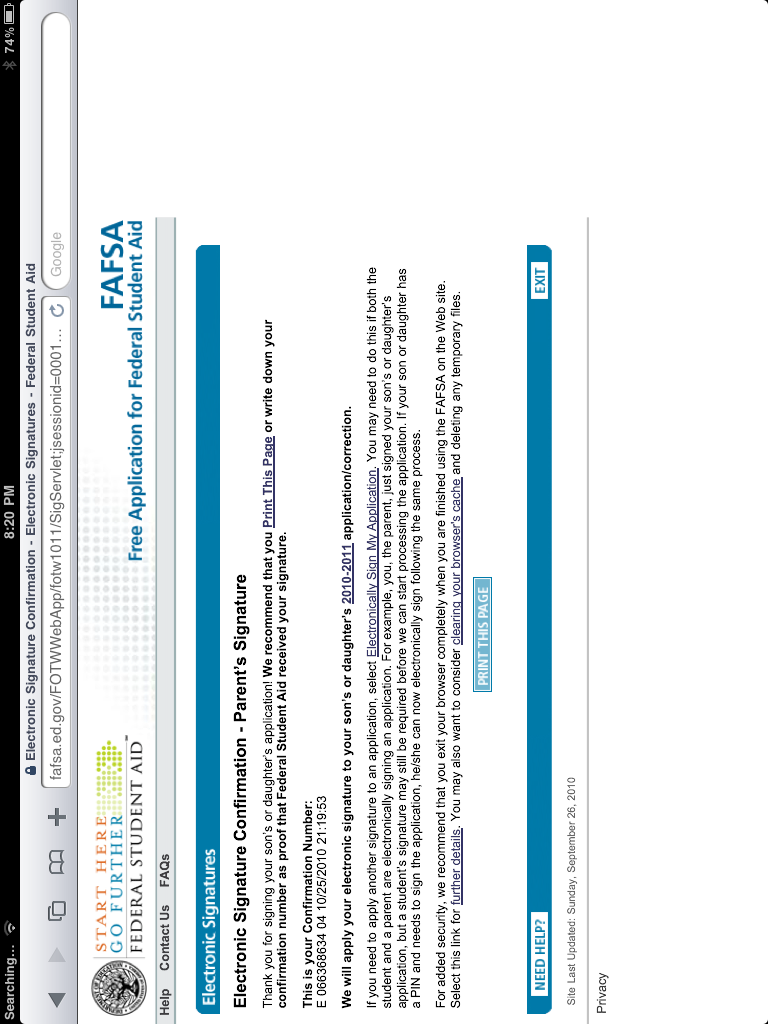 Searching...
8:20 PM
74%
Electronic Signature Confirmation - Electronic Signatures - Federal Student Aid
fafsa.ed.gov/FOTWWebApp/fotw1011/SigServlet;jsessionid=0001...
Google
START HERE
GO FURTHER
FEDERAL STUDENT AID™
FAFSA
Free Application for Federal Student Aid
Help Contact Us FAQs
Electronic Signatures
Electronic Signature Confirmation - Parent's Signature
Thank you for signing your son's or daughter's application! We recommend that you Print This Page or write down your
confirmation number as proof that Federal Student Aid received your signature.
This is your Confirmation Number:
E 066368634 04 10/25/2010 21:19:53
We will apply your electronic signature to your son's or daughter's 2010-2011 application/correction.
If you need to apply another signature to an application, select Electronically Sign My Application. You may need to do this if both the
student and a parent are electronically signing an application. For example, you, the parent, just signed your son's or daughter's
application, but a student's signature may still be required before we can start processing the application. If your son or daughter has
a PIN and needs to sign the application, he/she can now electronically sign following the same process.
For added security, we recommend that you exit your browser completely when you are finished using the FAFSA on the Web site.
Select this link for further details. You may also want to consider clearing your browser's cache and deleting any temporary files.
PRINT THIS PAGE
NEED HELP?
EXIT
Site Last Updated: Sunday, September 26, 2010
Privacy